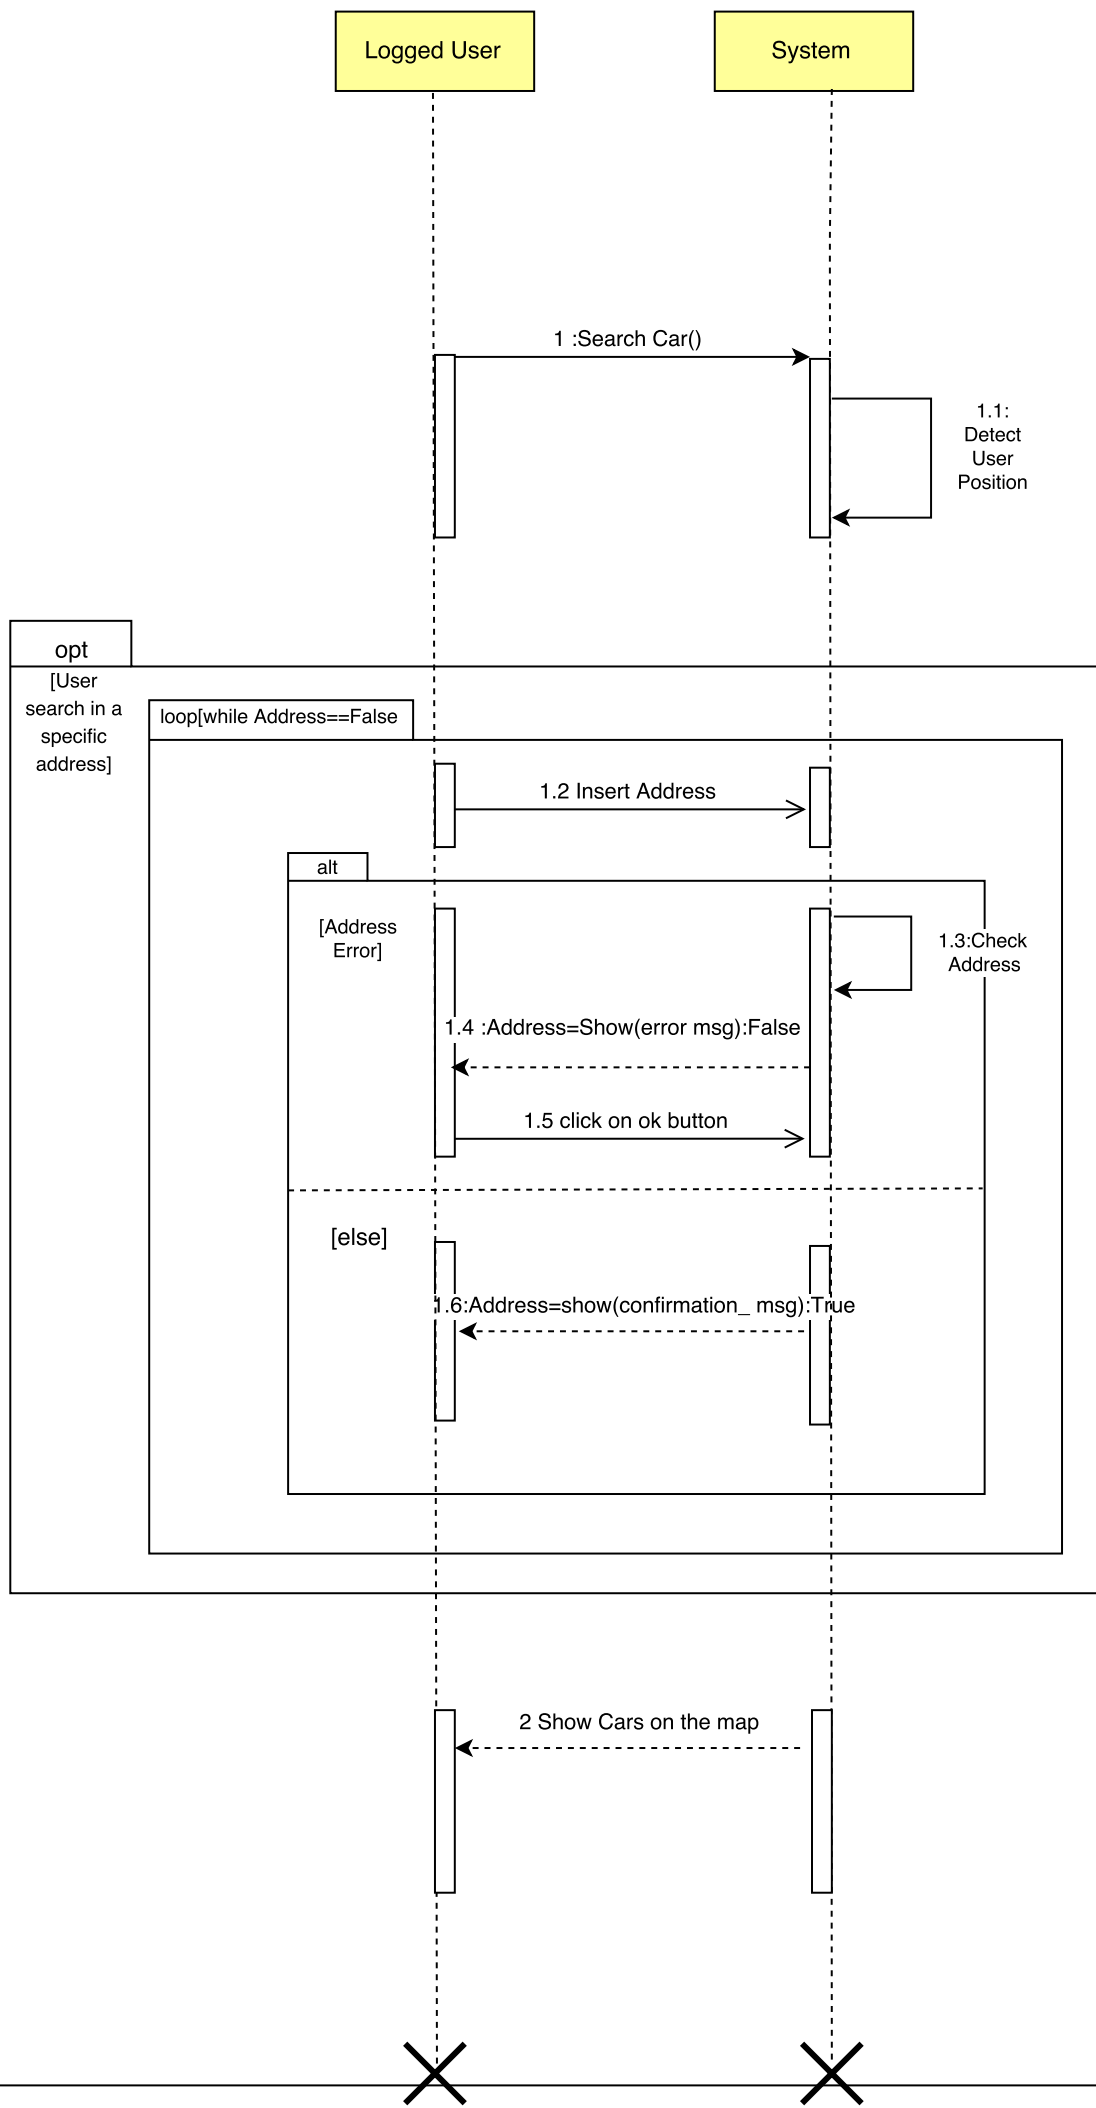 Logged User
System
1 :Search Car()
1.1:
Detect
User
Position
opt
[User
search in a
specific
address]
loop[while Address==False
1.2 Insert Address
alt
[Address
Error]
1.3:Check
Address
1.4 :Address=Show(error msg):False
1.5 click on ok button
[else]
1.6:Address=show(confirmation_ msg):True
2 Show Cars on the map